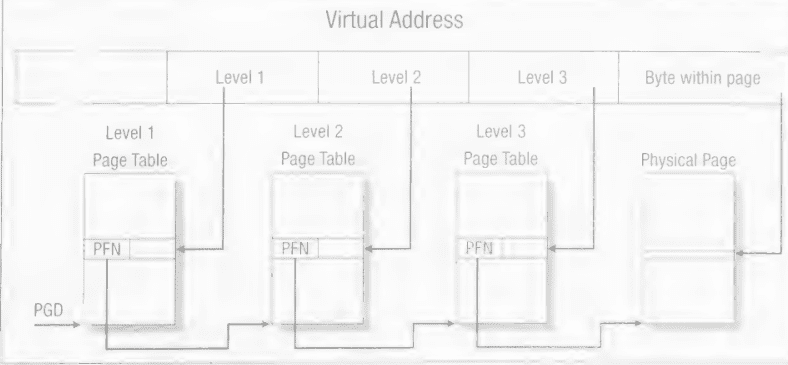 Virtual Address
Level 1 Level 2 Level 3 Byte within page
Level 1 Level 2 Level 3
Page Table Page Table Page Table Physical Page
PFN PFN PFN
PGD